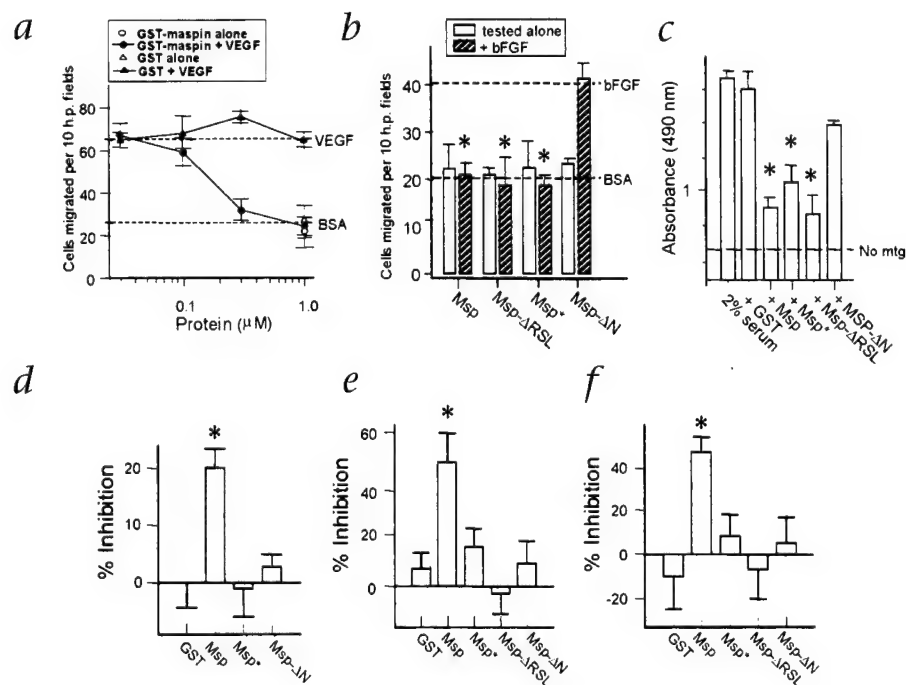 a
GST-maspin alone
GST-maspin + VEGF
GST alone
GST + VEGF
Cells migrated per 10 h.p. fields
80
60
40
20
0
VEGF
BSA
0.1
1.0
Protein (μM)
b
tested alone
+ bFGF
Cells migrated per 10 h.p. fields
40
30
20
10
0
bFGF
BSA
* * *
Msp
Msp-ΔRSL
Msp*
Msp-ΔN
c
Absorbance (490 nm)
1
* * *
No mtg
2% serum
+ GST
+ Msp
+ Msp*
+ Msp-ΔRSL
+ MSP-ΔN
d
% Inhibition
20
10
0
*
GST
Msp
Msp*
Msp-ΔN
e
% Inhibition
60
40
20
0
*
GST
Msp
Msp*
Msp-ΔRSL
Msp-ΔN
f
% Inhibition
40
20
0
-20
*
GST
Msp
Msp*
Msp-ΔRSL
Msp-ΔN